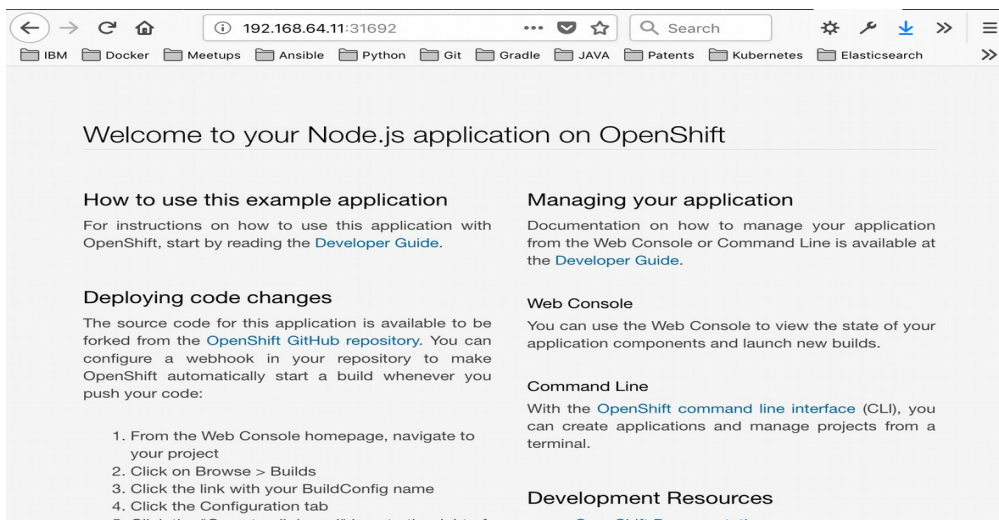 192.168.64.11:31692
Search
IBM
Docker
Meetups
Ansible
Python
Git
Gradle
JAVA
Patents
Kubernetes
Elasticsearch
Welcome to your Node.js application on OpenShift
How to use this example application
For instructions on how to use this application with
OpenShift, start by reading the Developer Guide.
Deploying code changes
The source code for this application is available to be
forked from the OpenShift GitHub repository. You can
configure a webhook in your repository to make
OpenShift automatically start a build whenever you
push your code:
1. From the Web Console homepage, navigate to
your project
2. Click on Browse > Builds
3. Click the link with your BuildConfig name
4. Click the Configuration tab
Managing your application
Documentation on how to manage your application
from the Web Console or Command Line is available at
the Developer Guide.
Web Console
You can use the Web Console to view the state of your
application components and launch new builds.
Command Line
With the OpenShift command line interface (CLI), you
can create applications and manage projects from a
terminal.
Development Resources